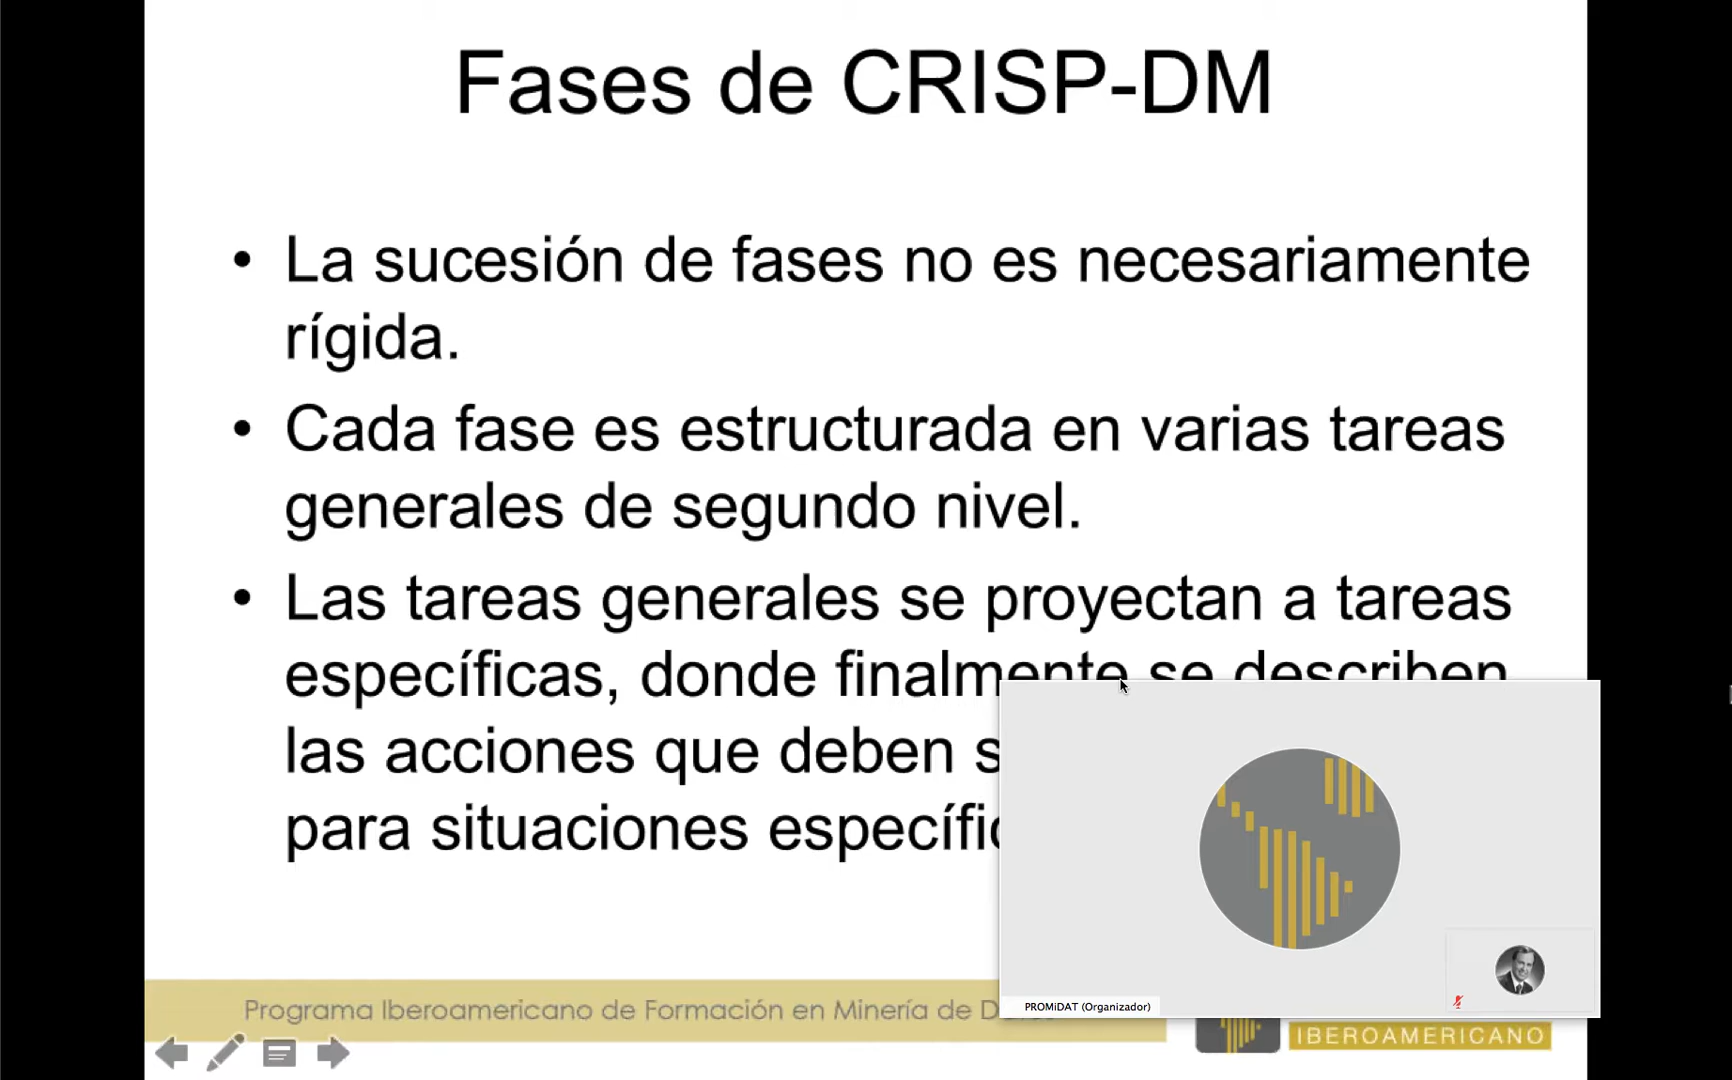 Fases de CRISP-DM
• La sucesión de fases no es necesariamente
rígida.
• Cada fase es estructurada en varias tareas
generales de segundo nivel.
• Las tareas generales se proyectan a tareas
específicas, donde finalmente se describen
las acciones que deben
para situaciones
PROMiDAT (Organizador)
Programa Iberoamericano de Formación en Minería de
IBEROAMERICANO